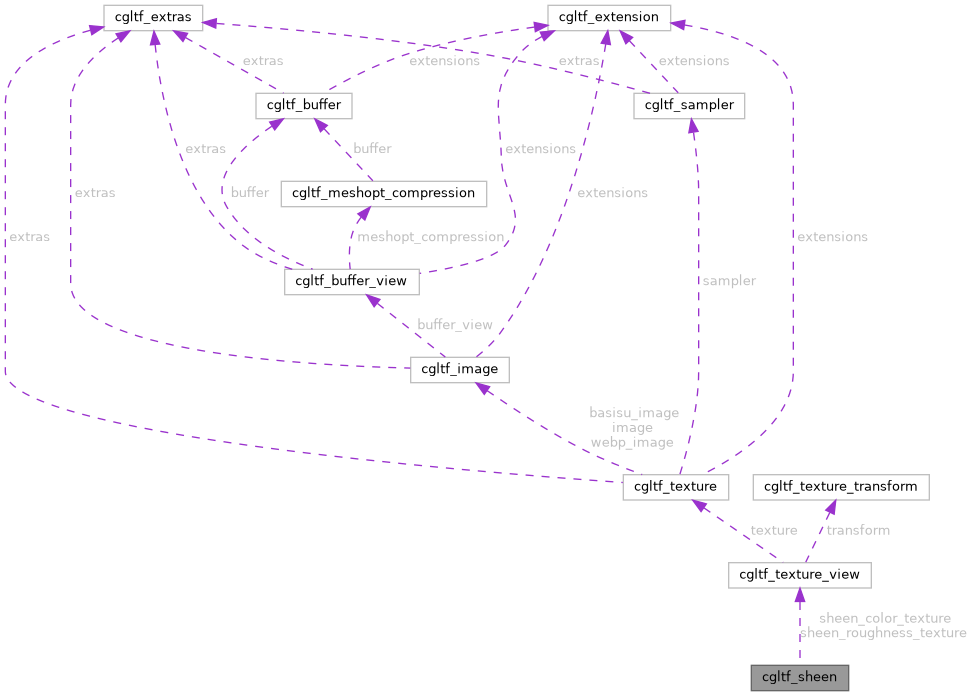 cgltf_extras
cgltf_extension
extras
extensions
extras
extensions
cgltf_buffer
cgltf_sampler
extras
buffer
extensions
cgltf_meshopt_compression
extras
buffer
extensions
extras
meshopt_compression
extensions
cgltf_buffer_view
sampler
buffer_view
cgltf_image
basisu_image
image
webp_image
cgltf_texture
cgltf_texture_transform
texture
transform
cgltf_texture_view
sheen_color_texture
sheen_roughness_texture
cgltf_sheen